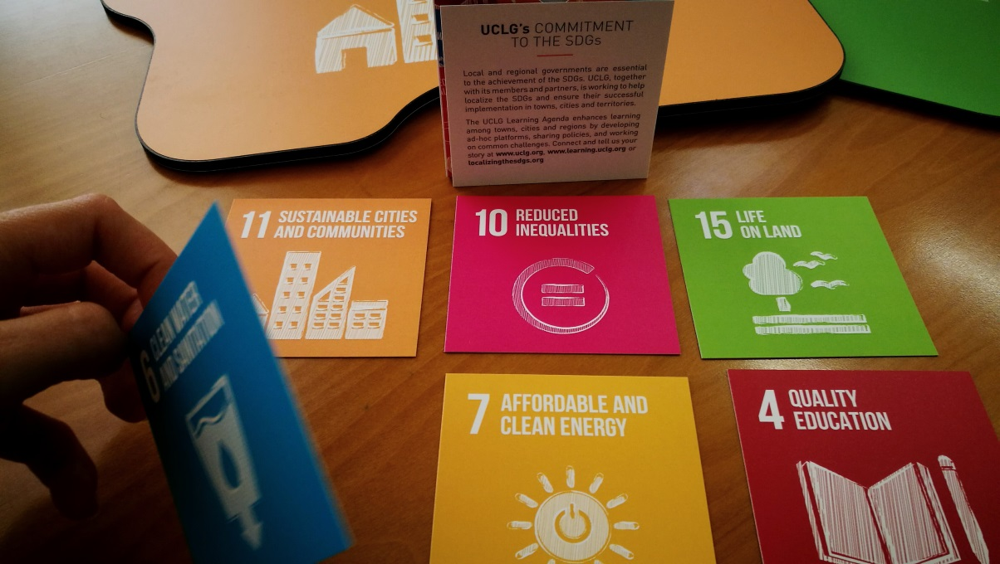 UCLG's COMMITMENT
TO THE SDGs
Local and regional governments are essential
to the achievement of the SDGs. UCLG, together
with its members and partners, is working to help
localize the SDGs and ensure their successful
implementation in towns, cities and territories.
The UCLG Learning Agenda enhances learning
among towns, cities and regions by developing
ad-hoc platforms, sharing policies, and working
on common challenges. Connect and tell us your
story at www.uclg.org, www.learning.uclg.org or
localizingthesdgs.org
11 SUSTAINABLE CITIES
AND COMMUNITIES
10 REDUCED
INEQUALITIES
15 LIFE
ON LAND
6 CLEAN WATER
AND SANITATION
7 AFFORDABLE AND
CLEAN ENERGY
4 QUALITY
EDUCATION